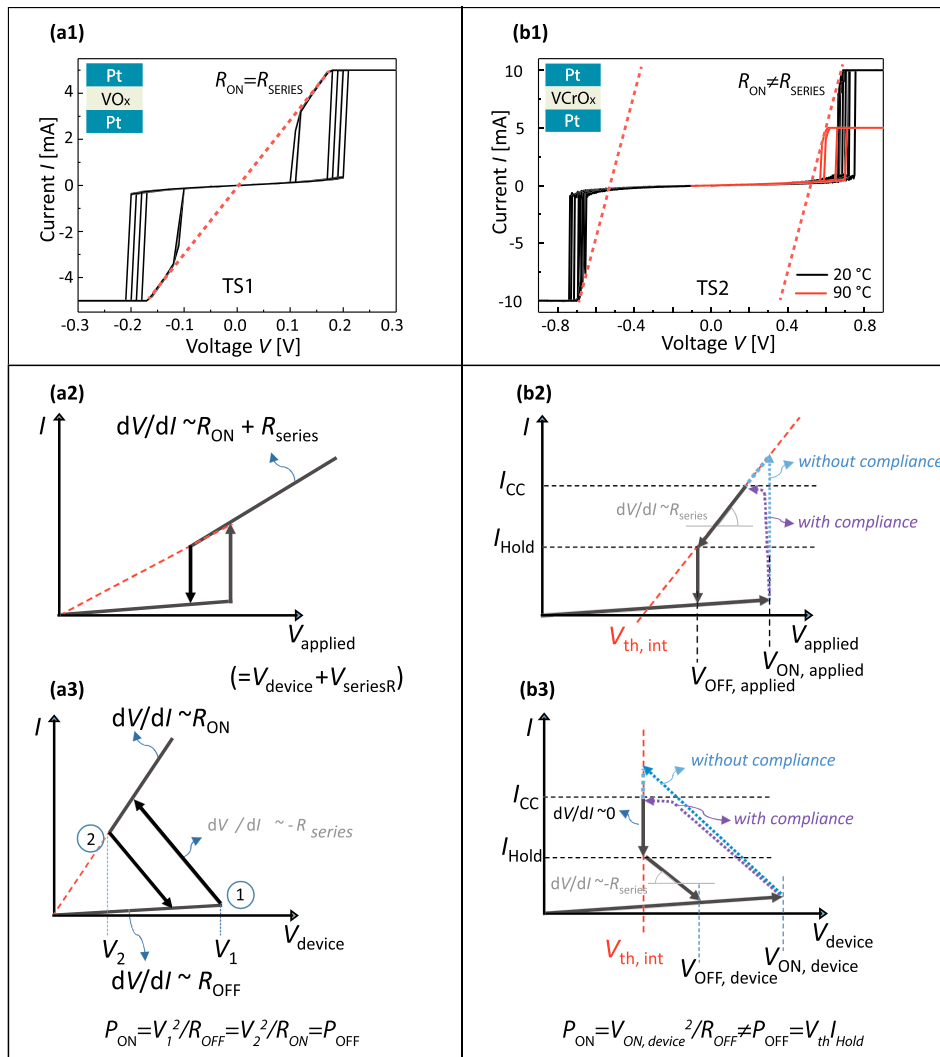 (a1)
Pt
VOx
Pt
R_ON=R_SERIES
Current I [mA]
4
2
0
-2
-4
TS1
-0.3 -0.2 -0.1 0.0 0.1 0.2 0.3
Voltage V [V]
(b1)
Pt
VCrOx
Pt
R_ON≠R_SERIES
Current I [mA]
10
5
0
5
-10
TS2
20 °C
90 °C
-0.8 -0.4 0.0 0.4 0.8
Voltage V [V]
(a2)
I
dV/dI ~R_ON + R_series
V_applied
(=V_device+V_seriesR)
(b2)
I
without compliance
I_CC
dV/dI ~R_series
with compliance
I_Hold
V_th, int
V_applied
V_ON, applied
V_OFF, applied
(a3)
I
dV/dI ~R_ON
dV / dI ~ -R series
2
1
V_device
V_2
V_1
dV/dI ~ R_OFF
P_ON=V_1^2/R_OFF=V_2^2/R_ON=P_OFF
(b3)
I
without compliance
I_CC
dV/dI ~0
with compliance
I_Hold
dV/dI ~-R_series
V_device
V_th, int
V_OFF, device
V_ON, device
P_ON=V_ON, device^2/R_OFF≠P_OFF=V_thI_Hold